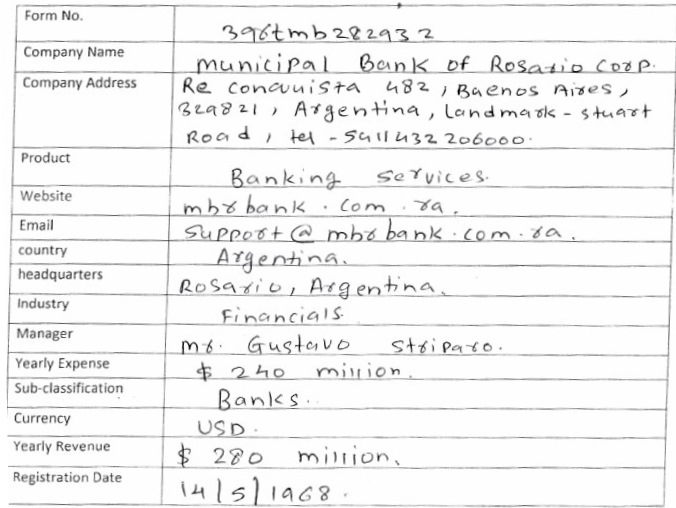 Form No.
396tmb282932
Company Name
municipal Bank of Rosario Corp.
Company Address
Re conquista 482, Baenos Aires,
329821, Argentina, Landmark - stuart
Road, tel - 5411432206000.
Product
Banking services.
Website
mbrbank.com.ra.
Email
support@mbrbank.com.ra.
country
Argentina.
headquarters
Rosario, Argentina.
Industry
Financials.
Manager
mr. Gustavo Striparo.
Yearly Expense
$ 240 million.
Sub-classification
Banks..
Currency
USD.
Yearly Revenue
$ 280 million.
Registration Date
14/5/1968.